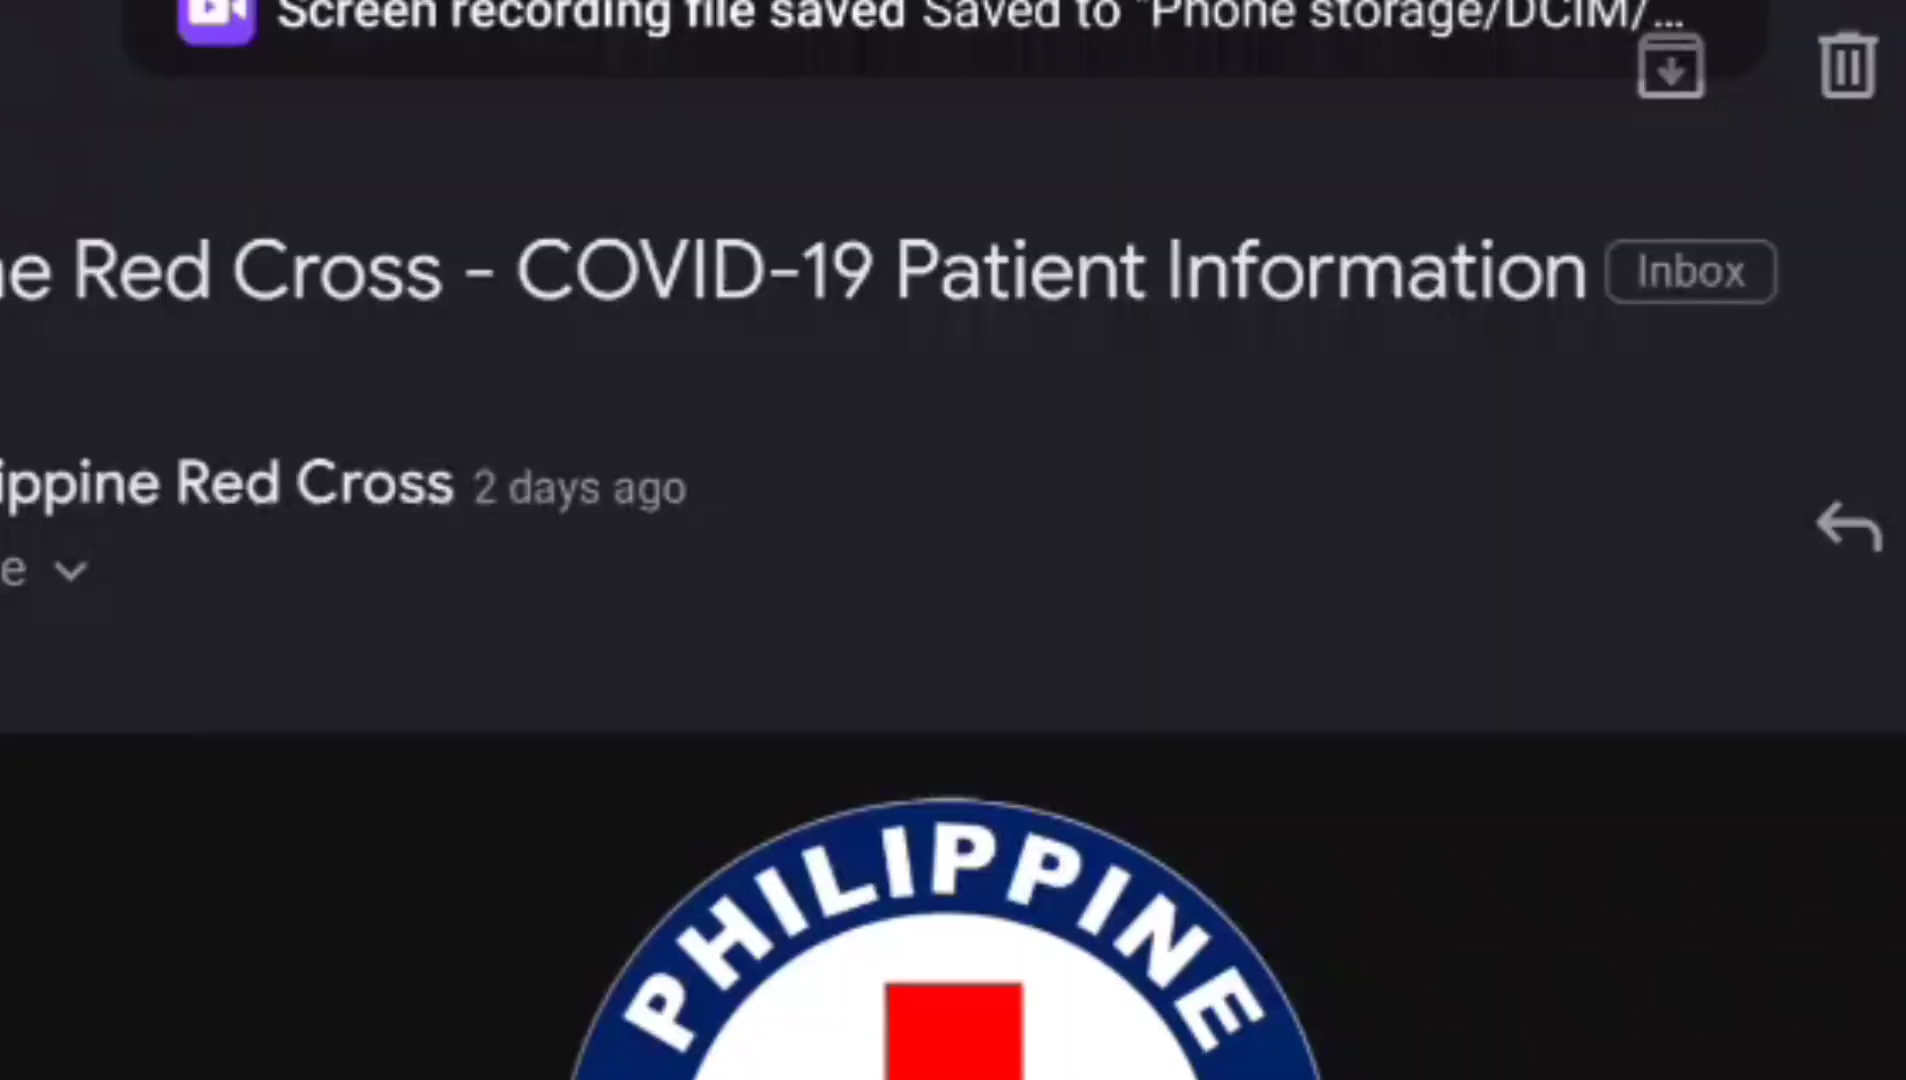 Screen recording file saved Saved to "Phone storage/DCIM/...
e Red Cross - COVID-19 Patient Information Inbox
ippine Red Cross 2 days ago
e
PHILIPPINE